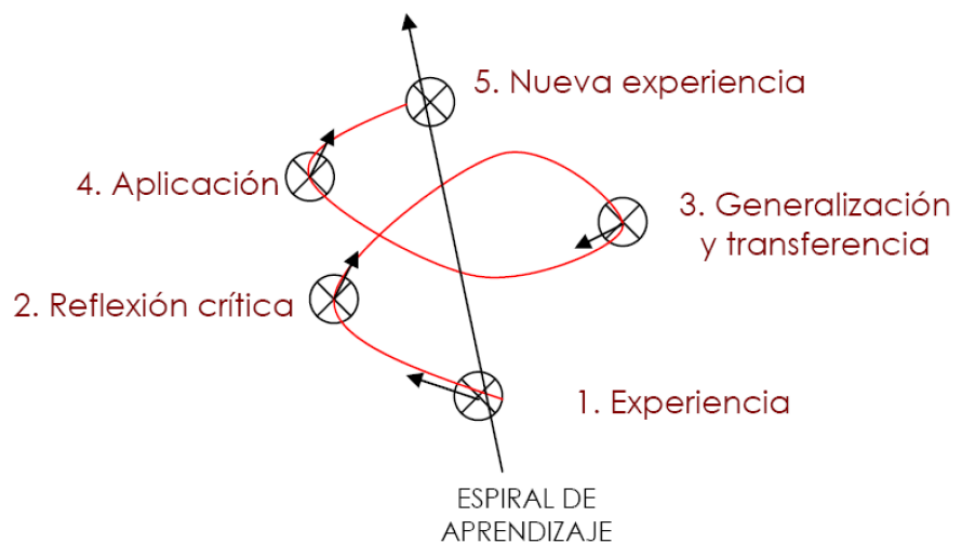 5. Nueva experiencia
4. Aplicación
3. Generalización
y transferencia
2. Reflexión crítica
1. Experiencia
ESPIRAL DE
APRENDIZAJE